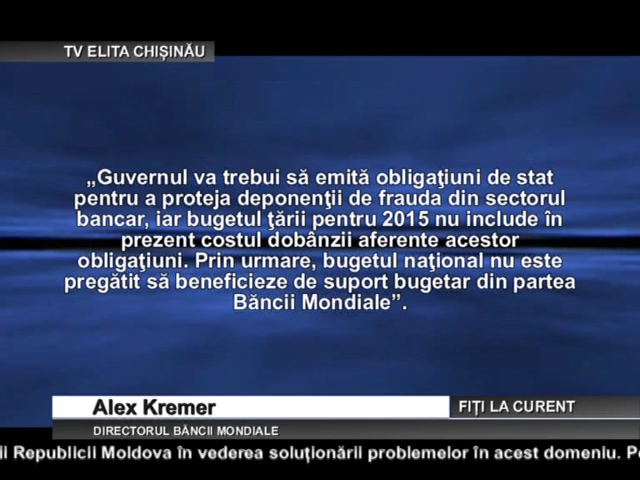 TV ELITA CHIȘINĂU
„Guvernul va trebui să emită obligaţiuni de stat
pentru a proteja deponenţii de frauda din sectorul
bancar, iar bugetul ţării pentru 2015 nu include în
prezent costul dobânzii aferente acestor
obligaţiuni. Prin urmare, bugetul naţional nu este
pregătit să beneficieze de suport bugetar din partea
Băncii Mondiale”.
Alex Kremer
FIȚI LA CURENT
DIRECTORUL BĂNCII MONDIALE
Republicii Moldova în vederea soluționării problemelor în acest domeniu.